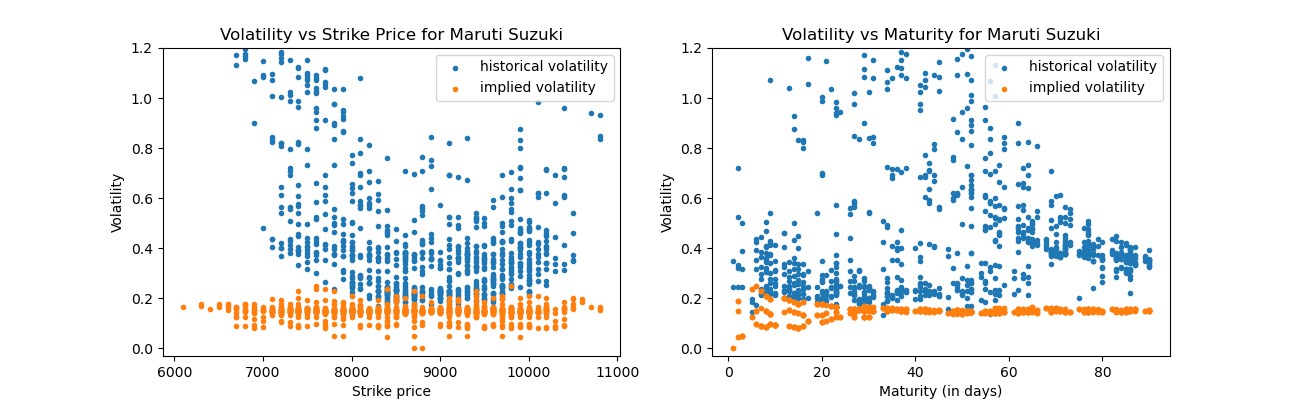 Volatility vs Strike Price for Maruti Suzuki
1.2
1.0
0.8
0.6
0.4
0.2
0.0
Volatility
historical volatility
implied volatility
6000 7000 8000 9000 10000 11000
Strike price
Volatility vs Maturity for Maruti Suzuki
1.2
1.0
0.8
0.6
0.4
0.2
0.0
Volatility
historical volatility
implied volatility
0 20 40 60 80
Maturity (in days)